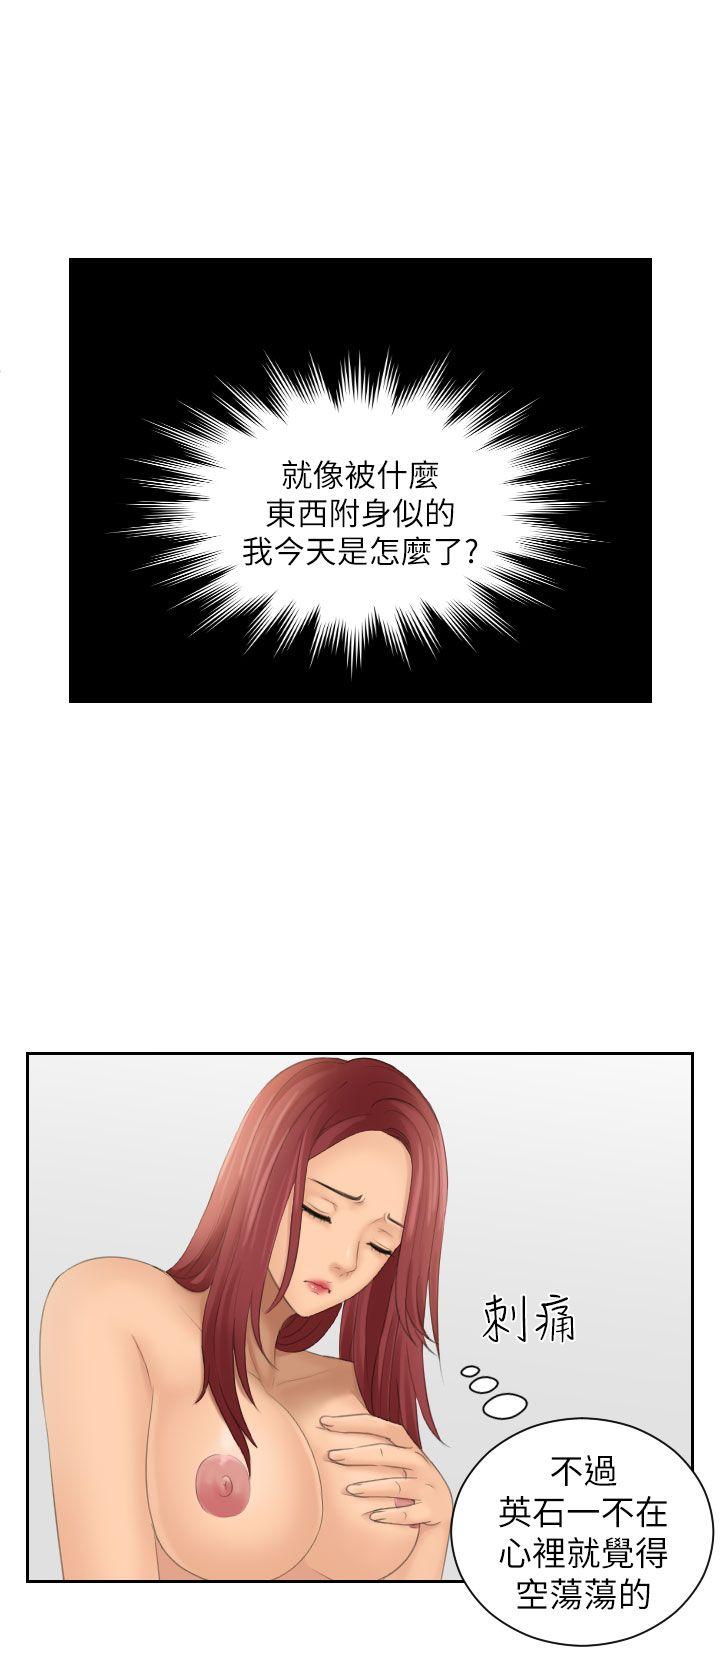 就像被什麼
東西附身似的
我今天是怎麼了?
刺痛
不過
英石一不在
心裡就覺得
空蕩蕩的